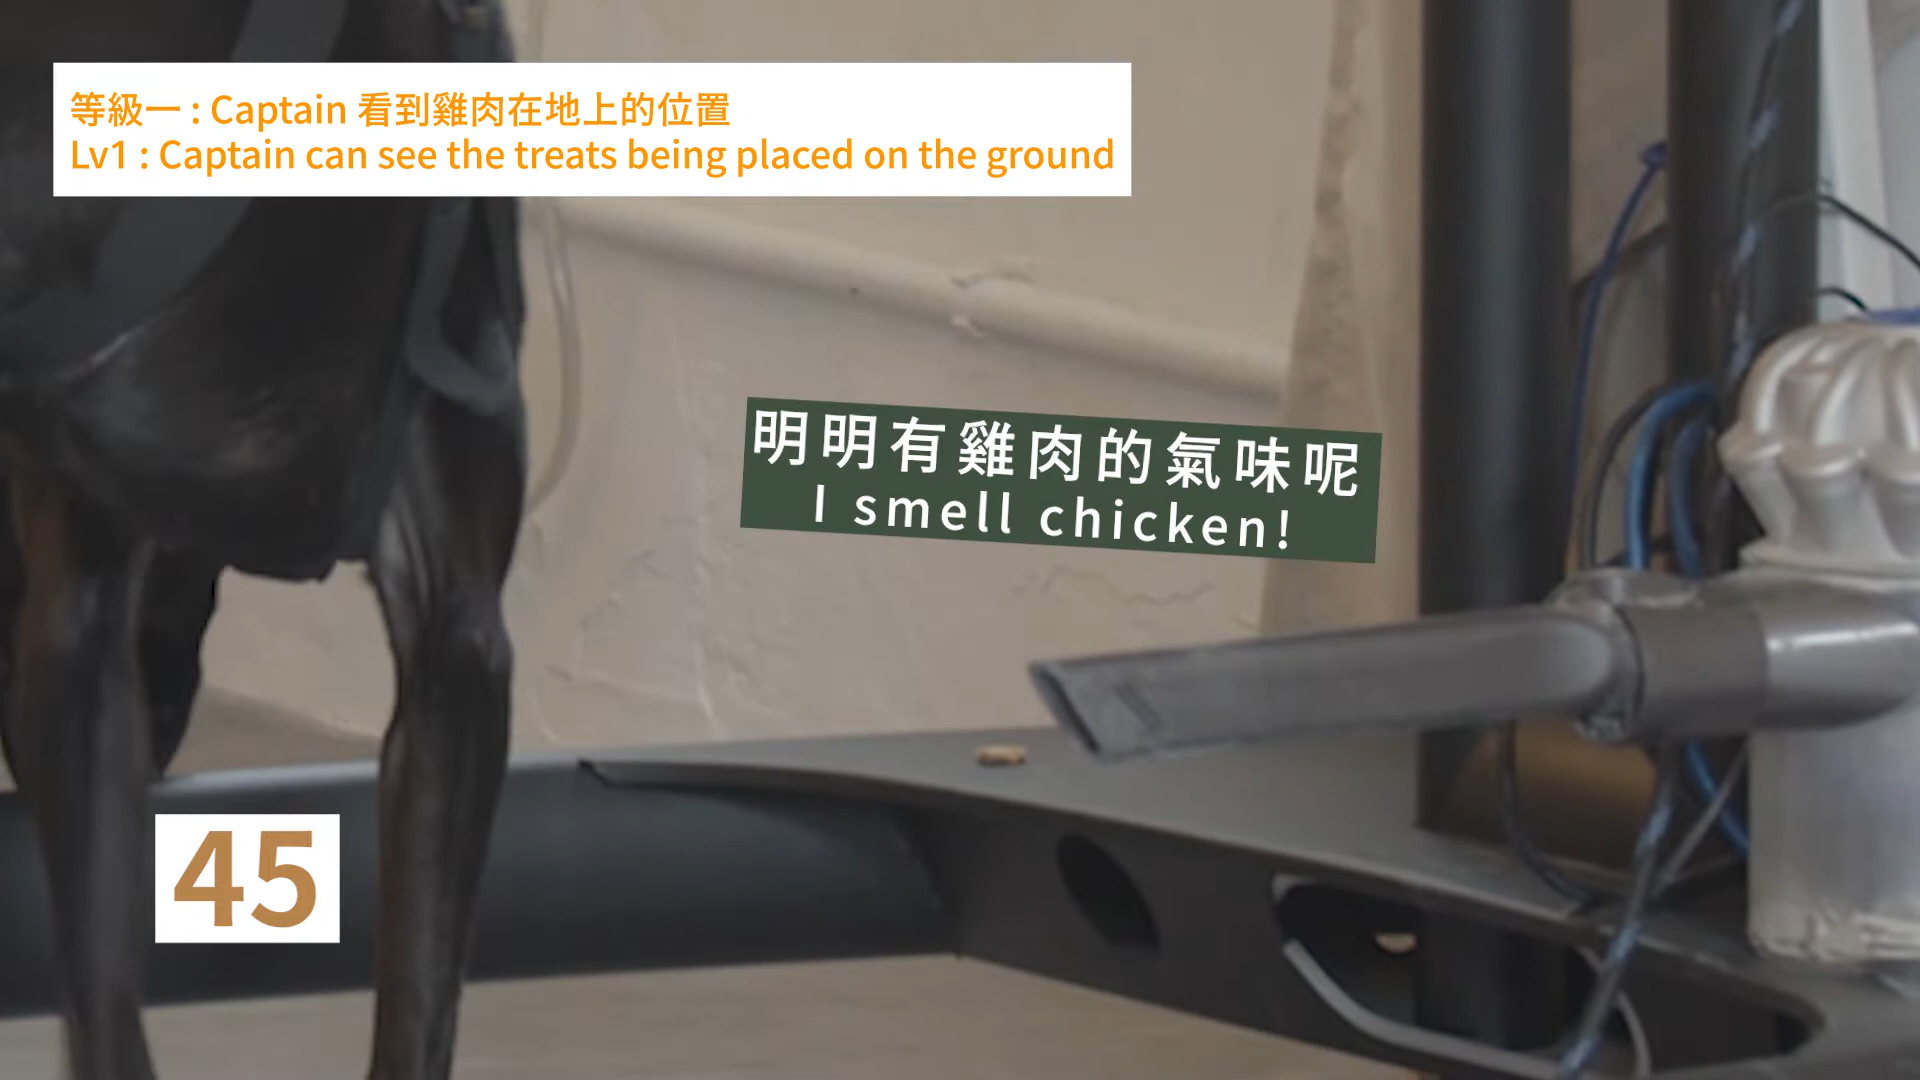 等級一 : Captain 看到雞肉在地上的位置
Lv1 : Captain can see the treats being placed on the ground
明明有雞肉的氣味呢
I smell chicken!
45